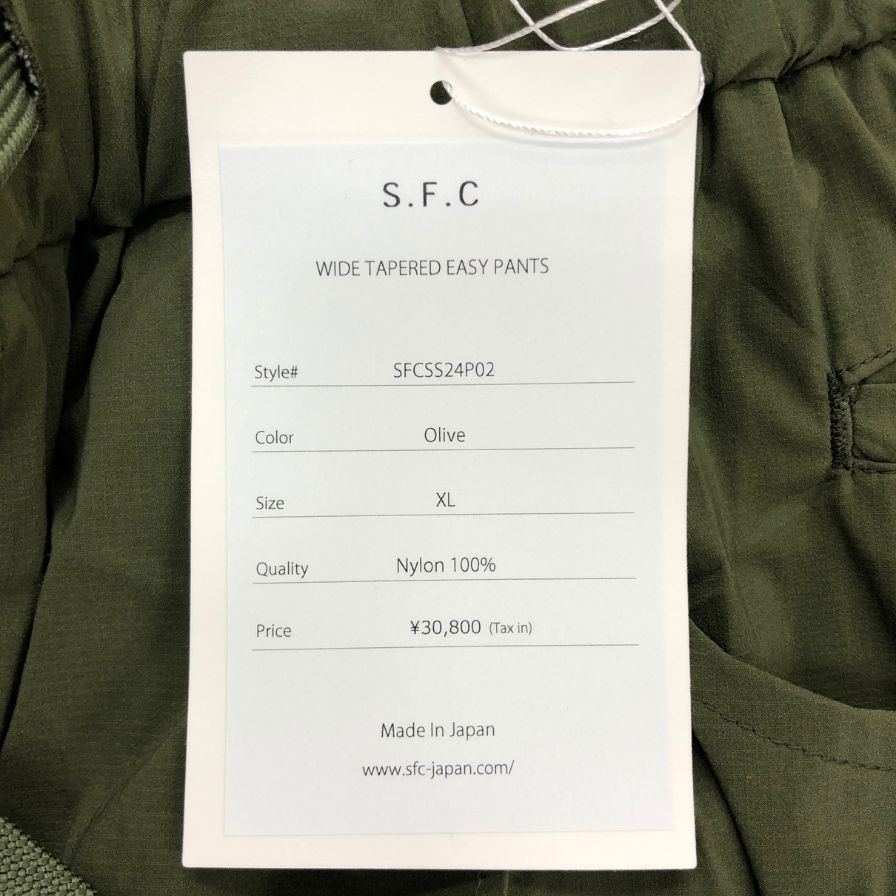 S.F.C
WIDE TAPERED EASY PANTS
Style# SFCSS24P02
Color Olive
Size XL
Quality Nylon 100%
Price ¥30,800 (Tax in)
Made In Japan
www.sfc-japan.com/